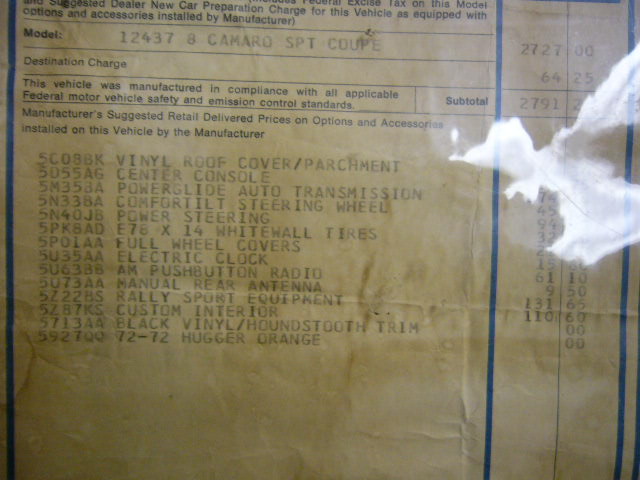 and Suggested Dealer New Car Preparation Charge for this Vehicle as equipped with
options and accessories installed by Manufacturer)
Model: 12437 8 CAMARO SPT COUPE 2727 00
Destination Charge 64 25
This vehicle was manufactured in compliance with all applicable
Federal motor vehicle safety and emission control standards. Subtotal 2791 2
Manufacturer's Suggested Retail Delivered Prices on Options and Accessories
installed on this Vehicle by the Manufacturer
5C08BK VINYL ROOF COVER/PARCHMENT
5D55AG CENTER CONSOLE
5M35BA POWERGLIDE AUTO TRANSMISSION
5N33BA COMFORTILT STEERING WHEEL 45
5N40JB POWER STEERING
5PK8AD E78 X 14 WHITEWALL TIRES
5P01AA FULL WHEEL COVERS
5U35AA ELECTRIC CLOCK
5U63BB AM PUSHBUTTON RADIO 61 10
5U73AA MANUAL REAR ANTENNA 9 50
5Z22BS RALLY SPORT EQUIPMENT 131 65
5Z87KS CUSTOM INTERIOR 110 60
5713AA BLACK VINYL/HOUNDSTOOTH TRIM 00
5927QQ 72-72 HUGGER ORANGE 00